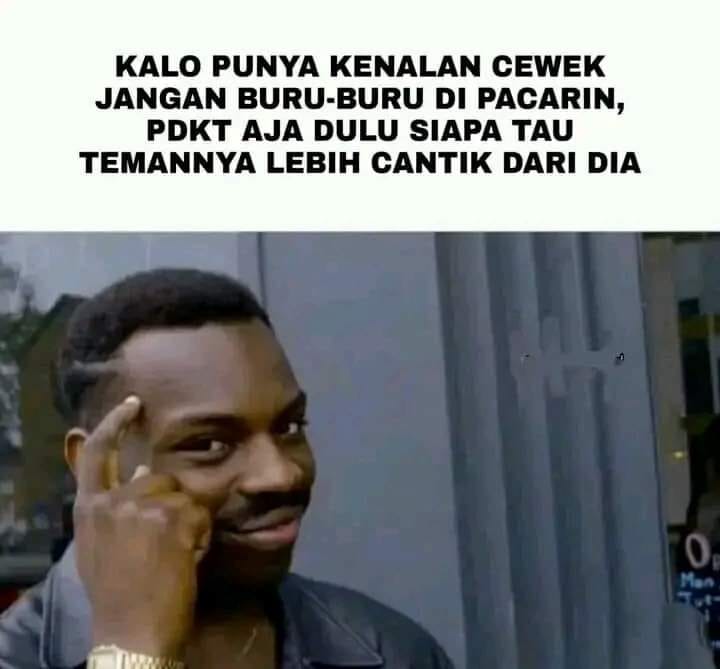 KALO PUNYA KENALAN CEWEK
JANGAN BURU-BURU DI PACARIN,
PDKT AJA DULU SIAPA TAU
TEMANNYA LEBIH CANTIK DARI DIA